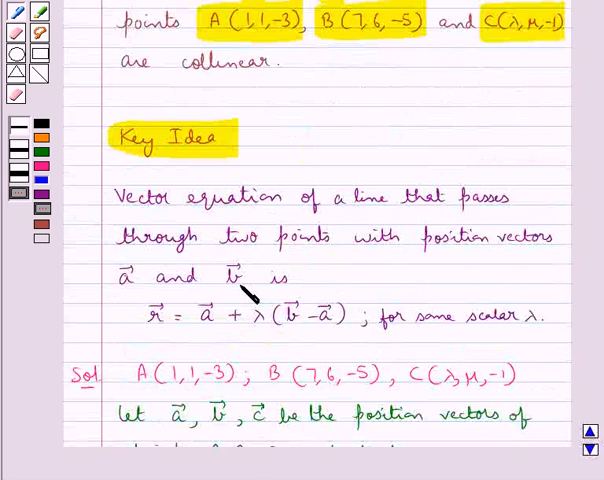 points A (1,1,-3), B(7,6,-5) and C(λ,μ,-1)
are collinear.
Key Idea
Vector equation of a line that passes
through two points with position vectors
a⃗ and b⃗ is
r⃗ = a⃗ + λ(b⃗ - a⃗) ; for some scalar λ.
Sol. A(1,1,-3); B(7,6,-5), C(λ,μ,-1)
let a⃗, b⃗, c⃗ be the position vectors of